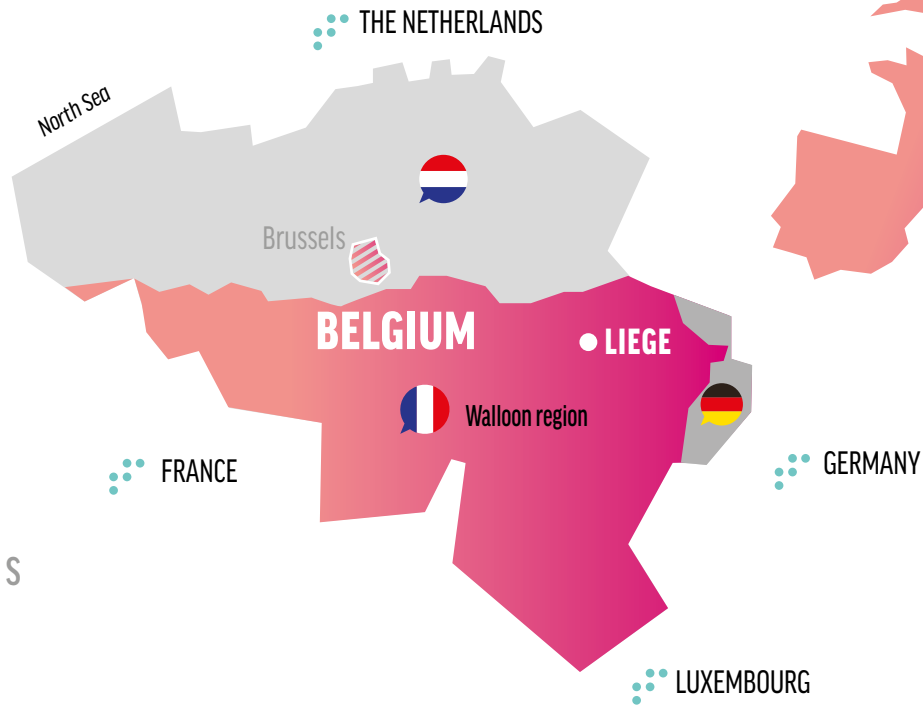 THE NETHERLANDS
North Sea
Brussels
BELGIUM
LIEGE
Walloon region
FRANCE
GERMANY
S
LUXEMBOURG